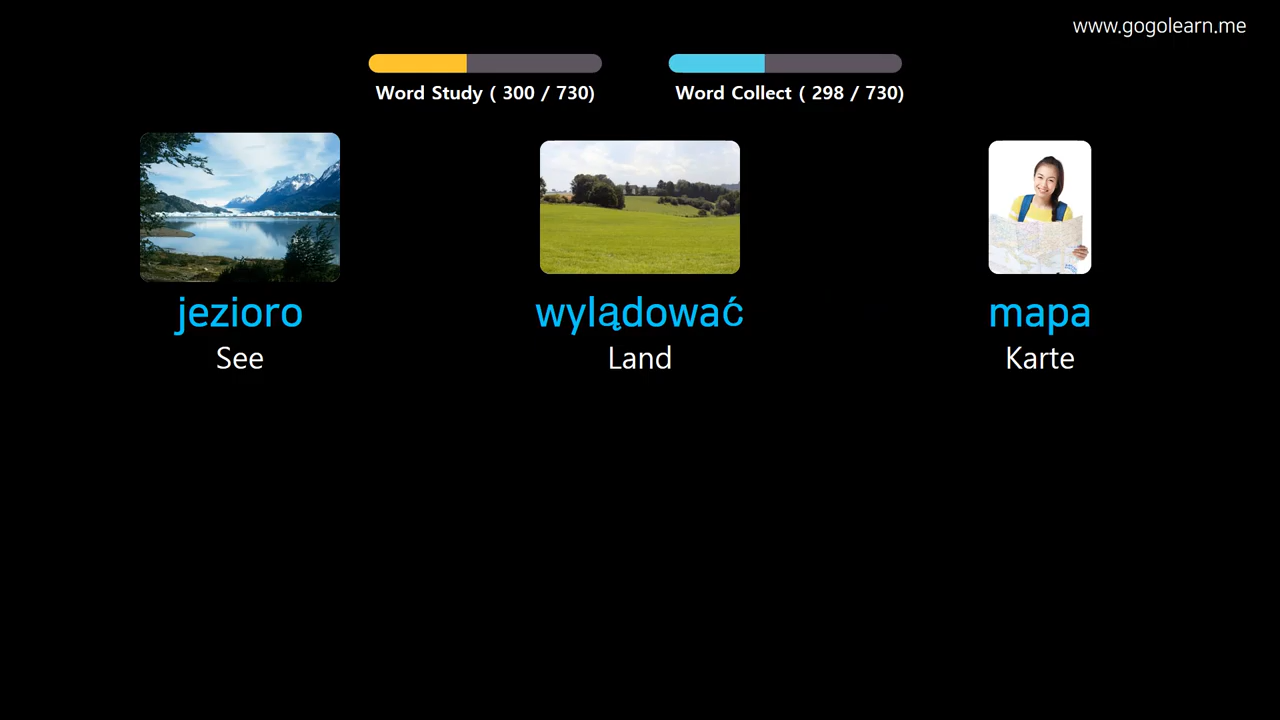 www.gogolearn.me
Word Study ( 300 / 730)
Word Collect ( 298 / 730)
jezioro
wylądować
mapa
See
Land
Karte